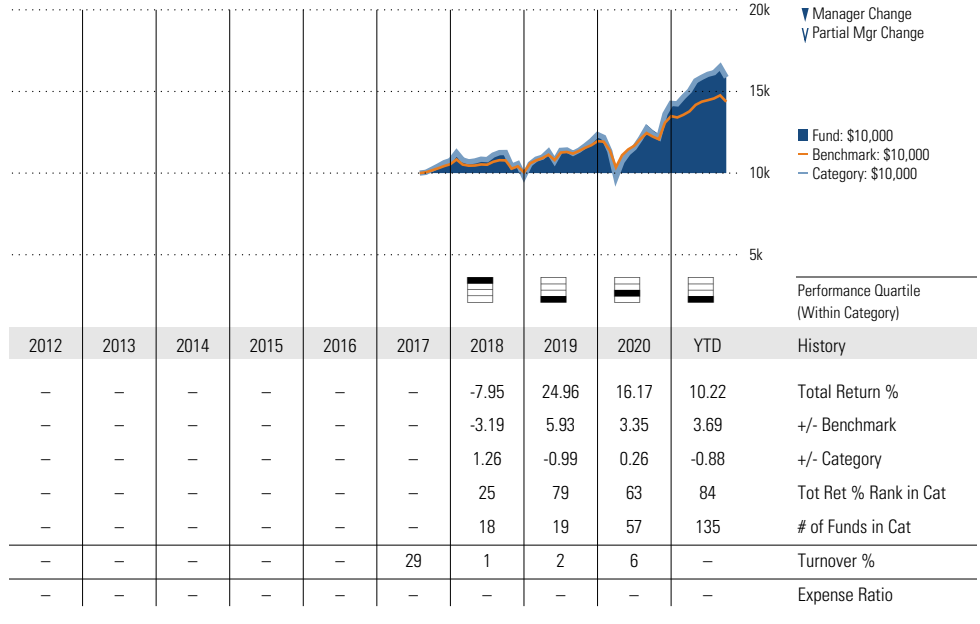 20k
Manager Change
Partial Mgr Change
15k
Fund: $10,000
Benchmark: $10,000
10k
Category: $10,000
5k
Performance Quartile
(Within Category)
2012 2013 2014 2015 2016 2017 2018 2019 2020 YTD History
– – – – – – -7.95 24.96 16.17 10.22 Total Return %
– – – – – – -3.19 5.93 3.35 3.69 +/- Benchmark
– – – – – – 1.26 -0.99 0.26 -0.88 +/- Category
– – – – – – 25 79 63 84 Tot Ret % Rank in Cat
– – – – – – 18 19 57 135 # of Funds in Cat
– – – – – 29 1 2 6 – Turnover %
– – – – – – – – – – Expense Ratio